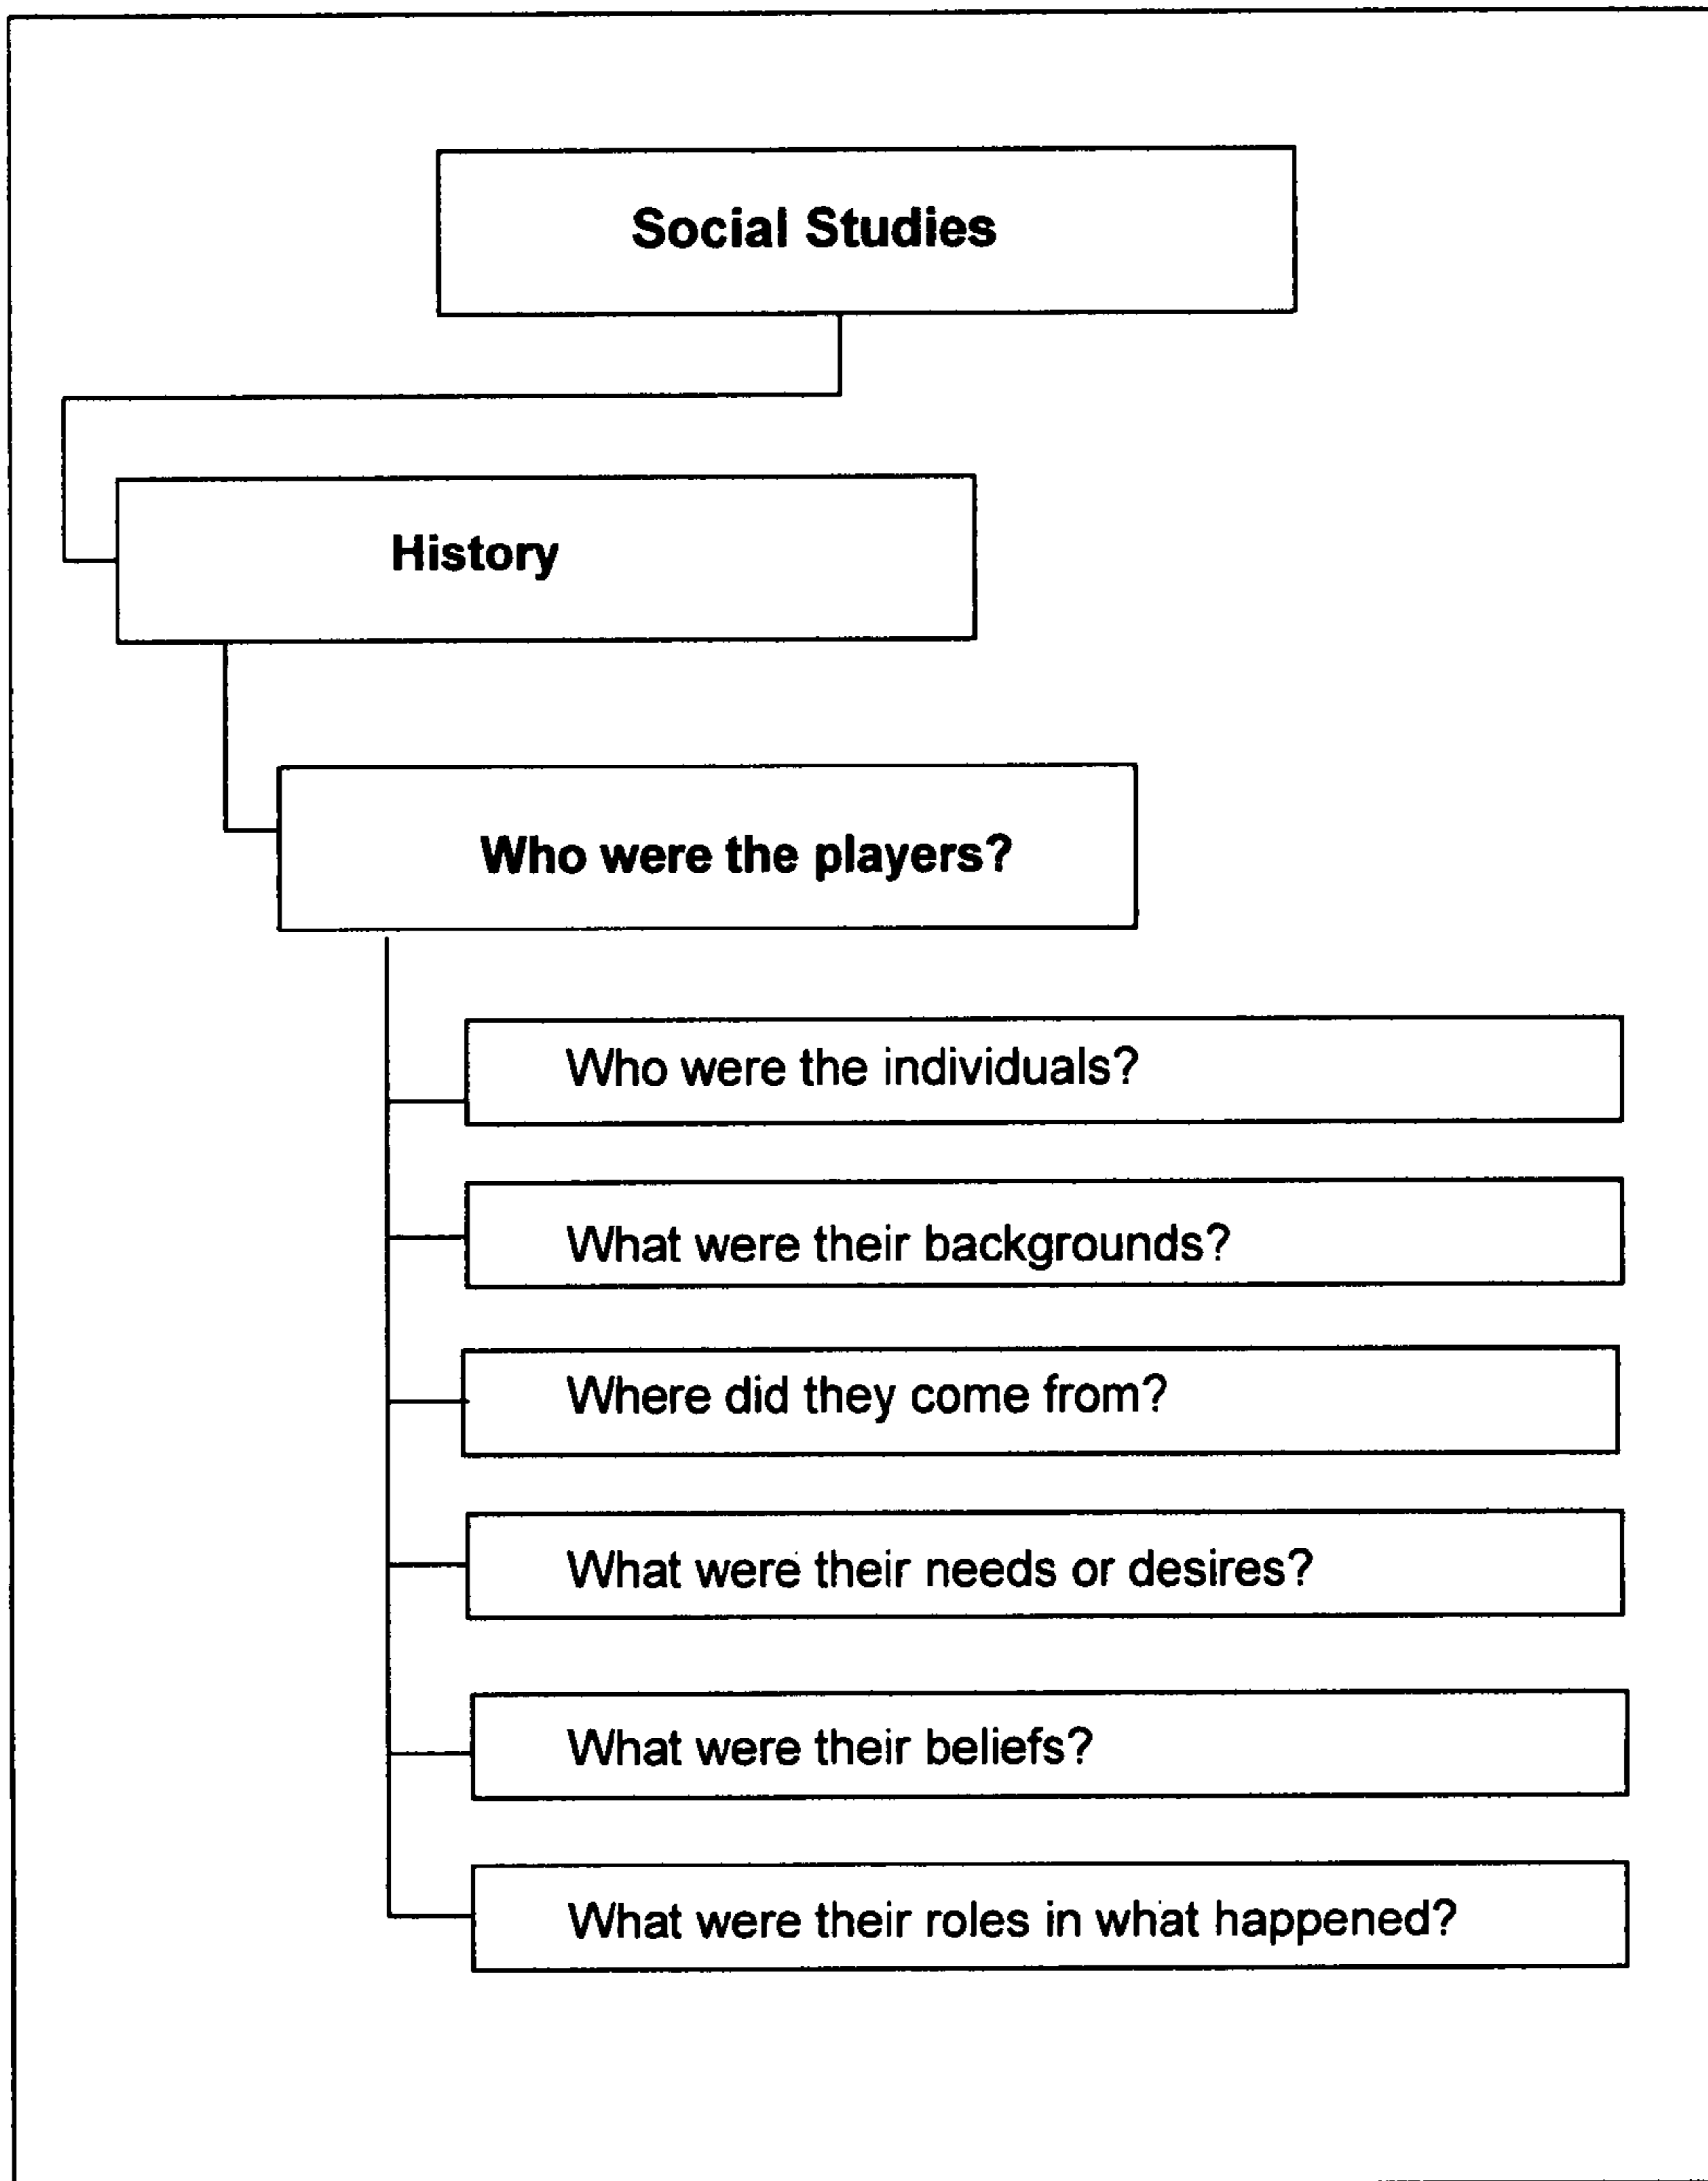 Social Studies
History
Who were the players?
Who were the individuals?
What were their backgrounds?
Where did they come from?
What were their needs or desires?
What were their beliefs?
What were their roles in what happened?